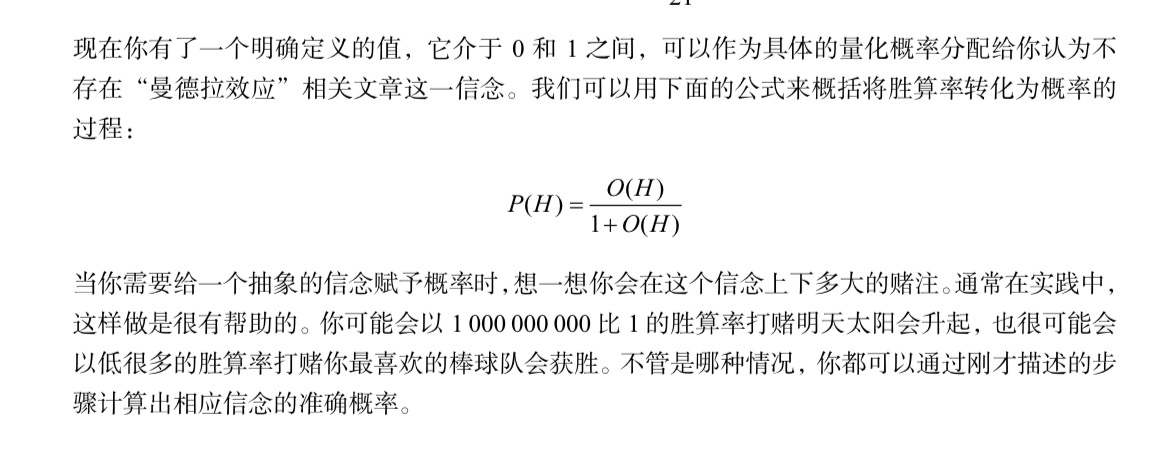 现在你有了一个明确定义的值，它介于 0 和 1 之间，可以作为具体的量化概率分配给你认为不
存在“曼德拉效应”相关文章这一信念。我们可以用下面的公式来概括将胜算率转化为概率的
过程：
P(H) = O(H) / 1+O(H)
当你需要给一个抽象的信念赋予概率时，想一想你会在这个信念上下多大的赌注。通常在实践中，
这样做是很有帮助的。你可能会以 1 000 000 000 比 1 的胜算率打赌明天太阳会升起，也很可能会
以低很多的胜算率打赌你最喜欢的棒球队会获胜。不管是哪种情况，你都可以通过刚才描述的步
骤计算出相应信念的准确概率。